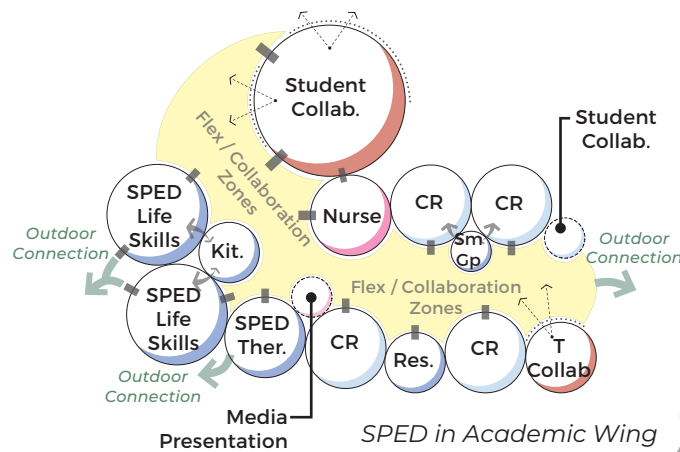 Student
Collab.
Student
Collab.
Flex / Collaboration
Zones
SPED
Life
Skills
Nurse
CR
CR
Sm
Gp
Outdoor
Connection
Kit.
Outdoor
Connection
SPED
Life
Skills
Flex / Collaboration
Zones
SPED
Ther.
CR
Res.
CR
T
Collab
Outdoor
Connection
Media
Presentation
SPED in Academic Wing